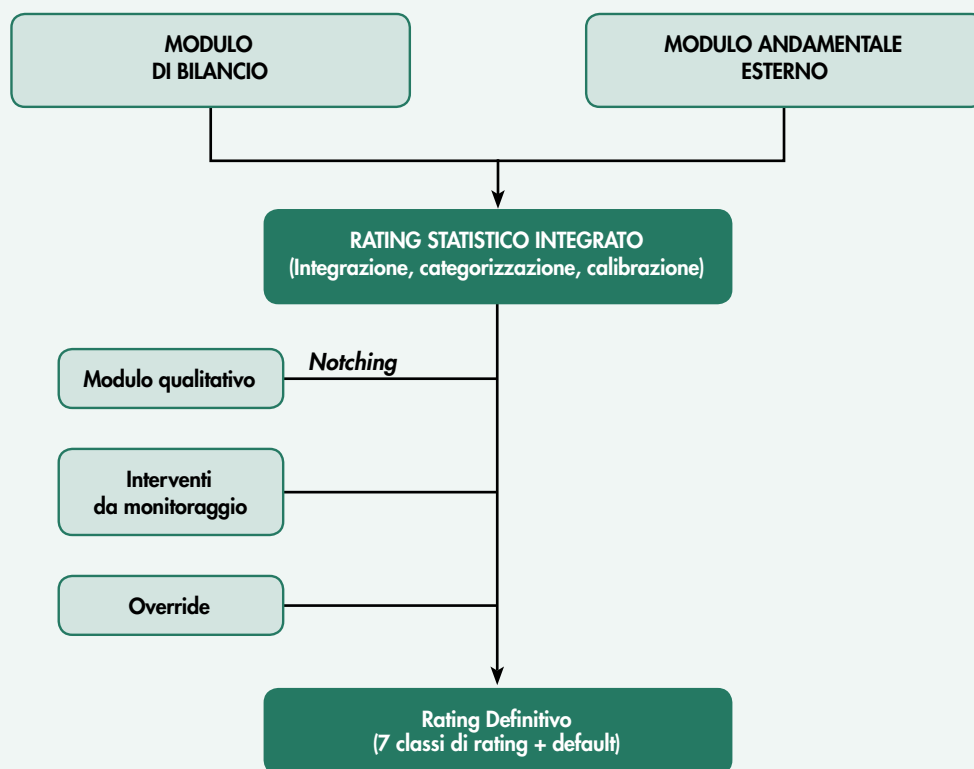 MODULO
DI BILANCIO
MODULO ANDAMENTALE
ESTERNO
RATING STATISTICO INTEGRATO
(Integrazione, categorizzazione, calibrazione)
Notching
Modulo qualitativo
Interventi
da monitoraggio
Override
Rating Definitivo
(7 classi di rating + default)